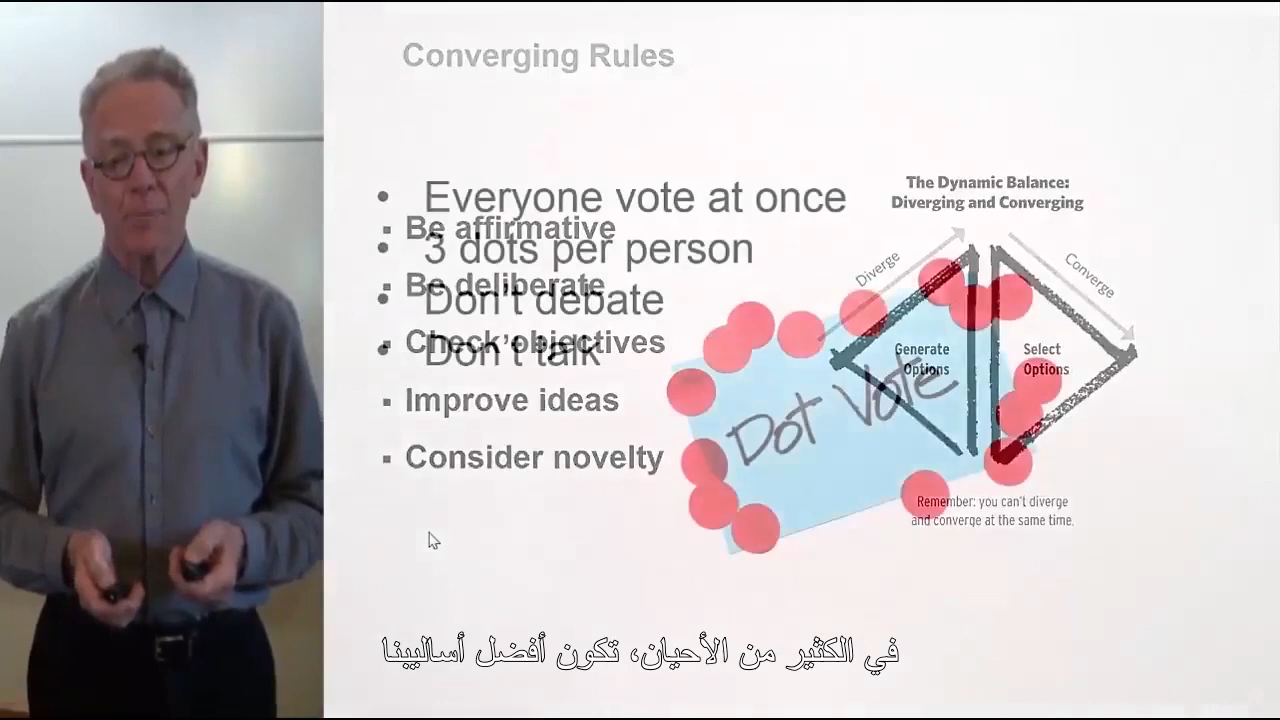 Converging Rules
• Everyone vote at once
• 3 dots per person
• Don't debate
• Don't talk
▪ Be affirmative
▪ Be deliberate
▪ Check objectives
▪ Improve ideas
▪ Consider novelty
The Dynamic Balance:
Diverging and Converging
Diverge
Converge
Generate
Options
Select
Options
Dot Vote
Remember: you can't diverge
and converge at the same time.
في الكثير من الأحيان، تكون أفضل أساليبنا